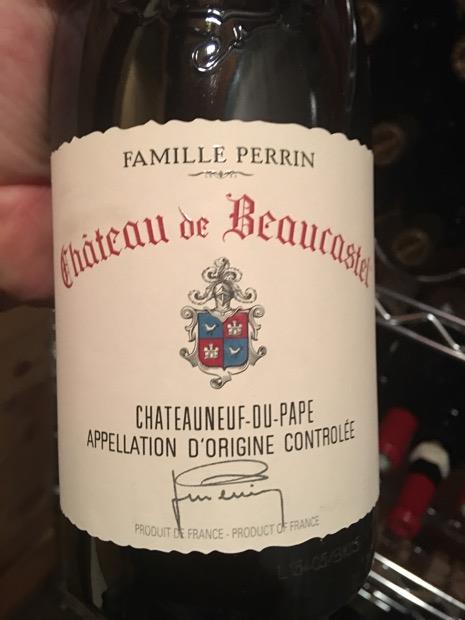 FAMILLE PERRIN
Château de Beaucastel
CHATEAUNEUF-DU-PAPE
APPELLATION D'ORIGINE CONTROLÉE
PRODUIT DE FRANCE - PRODUCT OF FRANCE